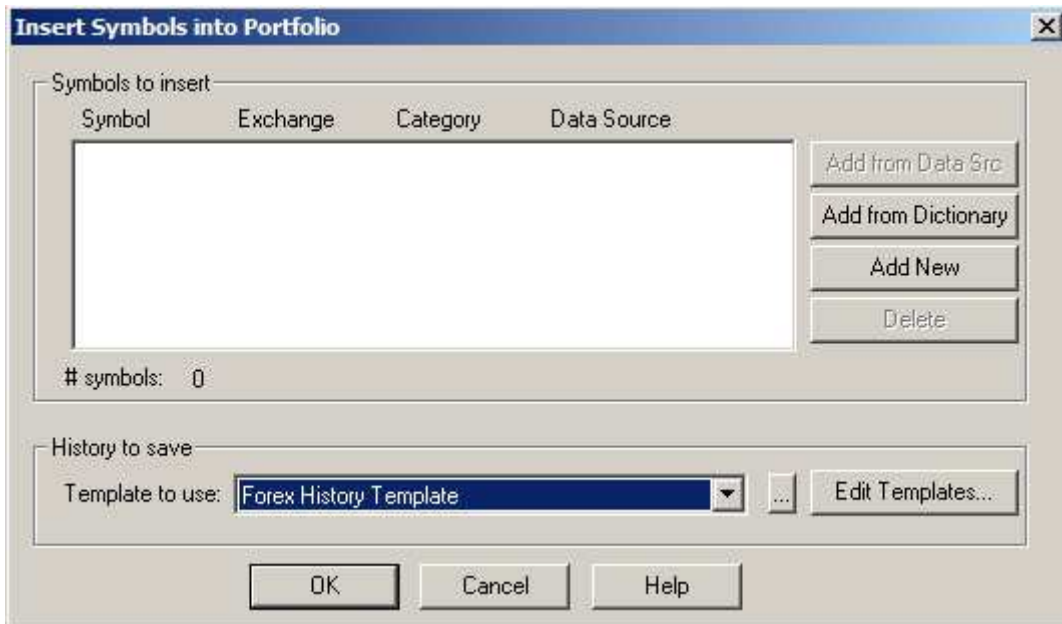 Insert Symbols into Portfolio
Symbols to insert
Symbol Exchange Category Data Source
Add from Data Src
Add from Dictionary
Add New
Delete
# symbols: 0
History to save
Template to use: Forex History Template ... Edit Templates...
OK Cancel Help